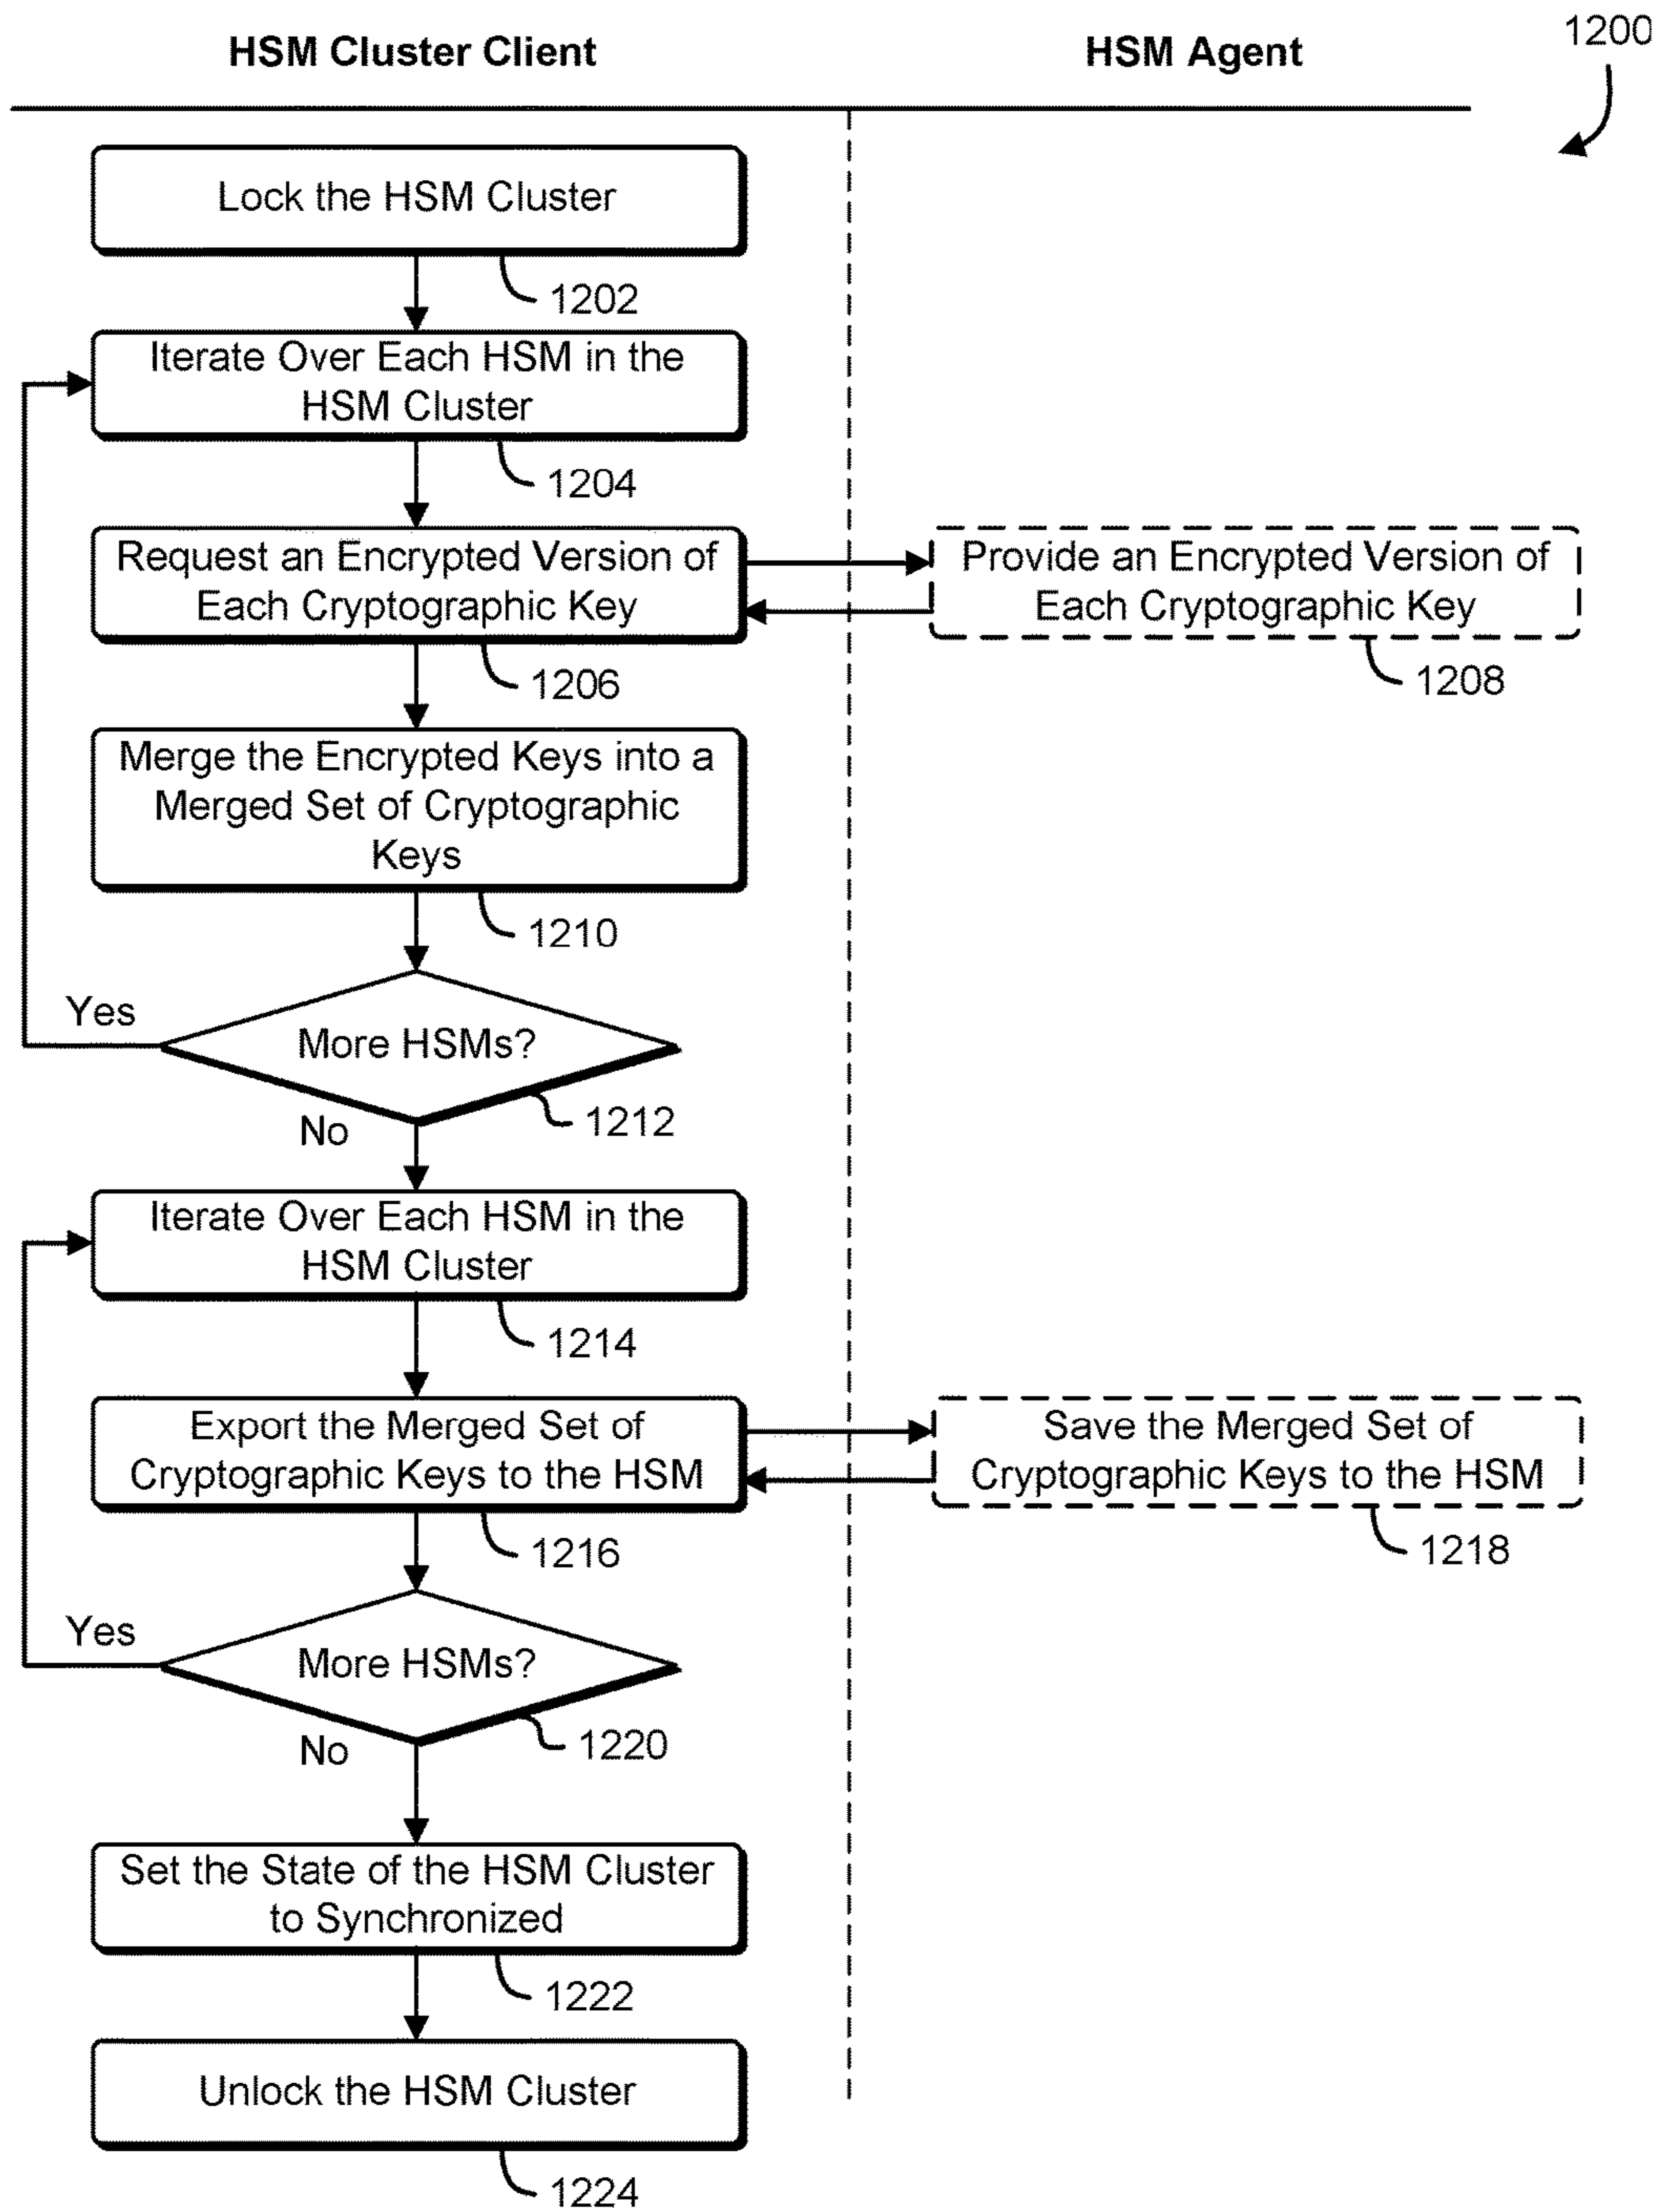 HSM Cluster Client
HSM Agent
1200
Lock the HSM Cluster
1202
Iterate Over Each HSM in the
HSM Cluster
1204
Request an Encrypted Version of
Each Cryptographic Key
1206
Provide an Encrypted Version of
Each Cryptographic Key
1208
Merge the Encrypted Keys into a
Merged Set of Cryptographic
Keys
1210
Yes
More HSMs?
1212
No
Iterate Over Each HSM in the
HSM Cluster
1214
Export the Merged Set of
Cryptographic Keys to the HSM
1216
Save the Merged Set of
Cryptographic Keys to the HSM
1218
Yes
More HSMs?
1220
No
Set the State of the HSM Cluster
to Synchronized
1222
Unlock the HSM Cluster
1224